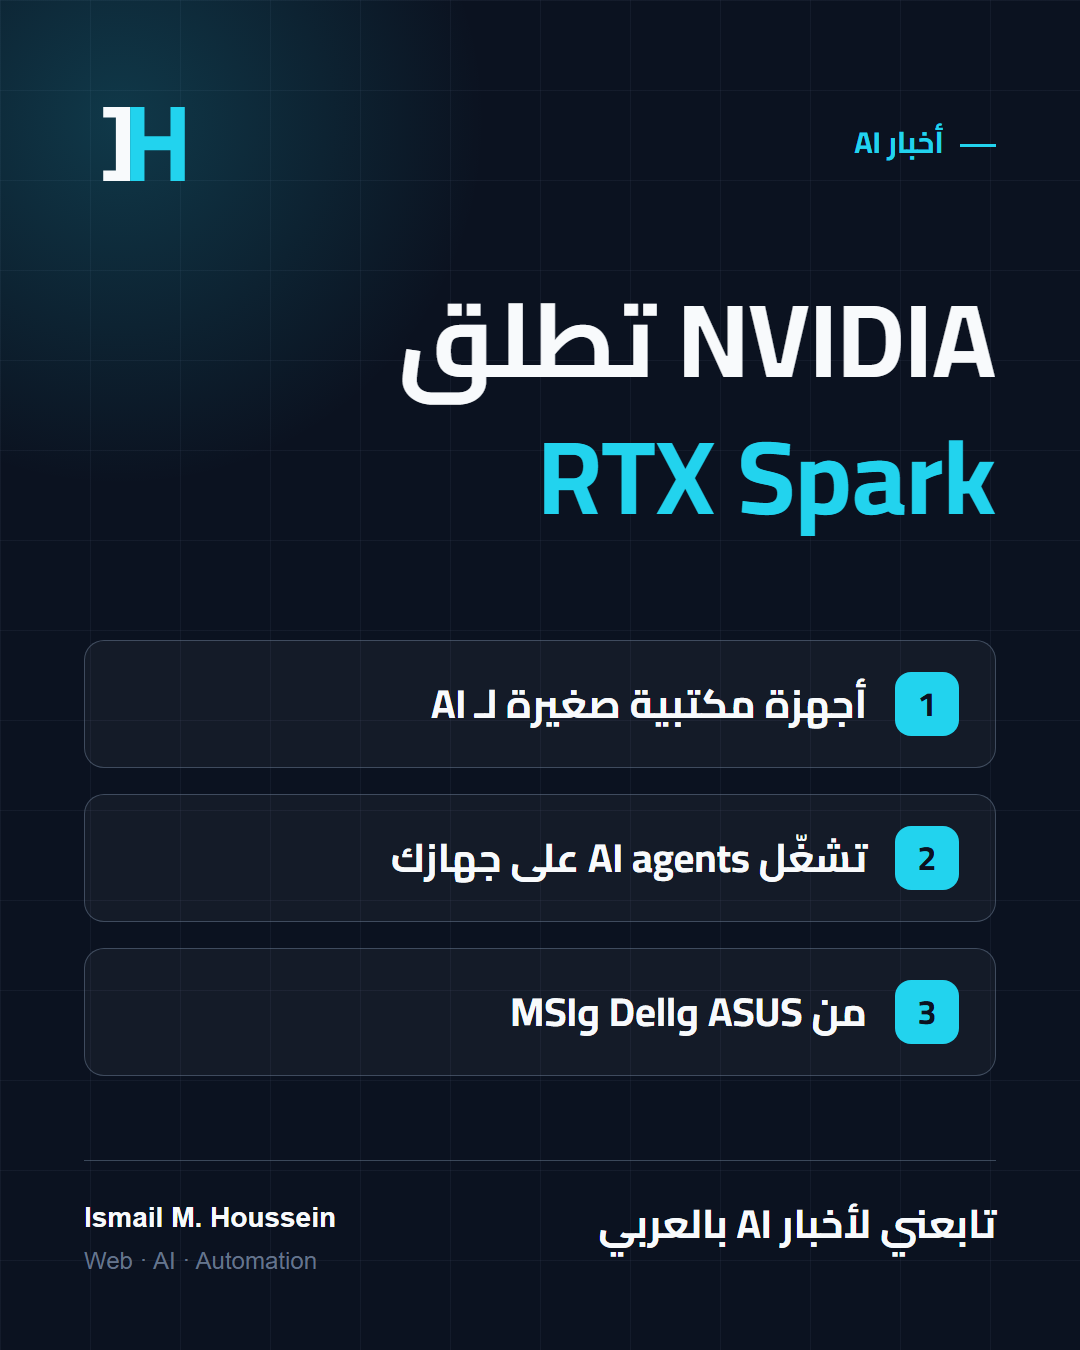 IH
أخبار AI
NVIDIA تطلق
RTX Spark
1 أجهزة مكتبية صغيرة لـ AI
2 تشغّل AI agents على جهازك
3 من ASUS وDell وMSI
تابعني لأخبار AI بالعربي
Ismail M. Houssein
Web · AI · Automation